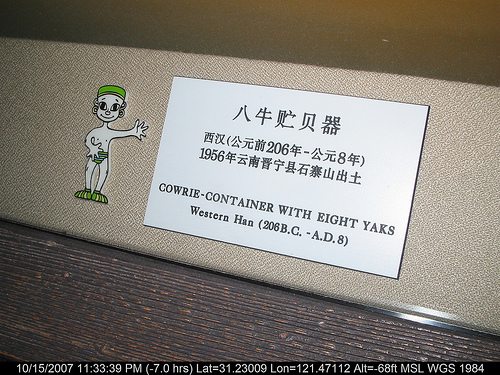 八牛贮贝器
西汉(公元前206年-公元8年)
1956年云南晋宁县石寨山出土
COWRIE-CONTAINER WITH EIGHT YAKS
Western Han (206B.C. -A.D.8)
10/15/2007 11:33:39 PM (-7.0 hrs) Lat=31.23009 Lon=121.47112 Alt=-68ft MSL WGS 1984